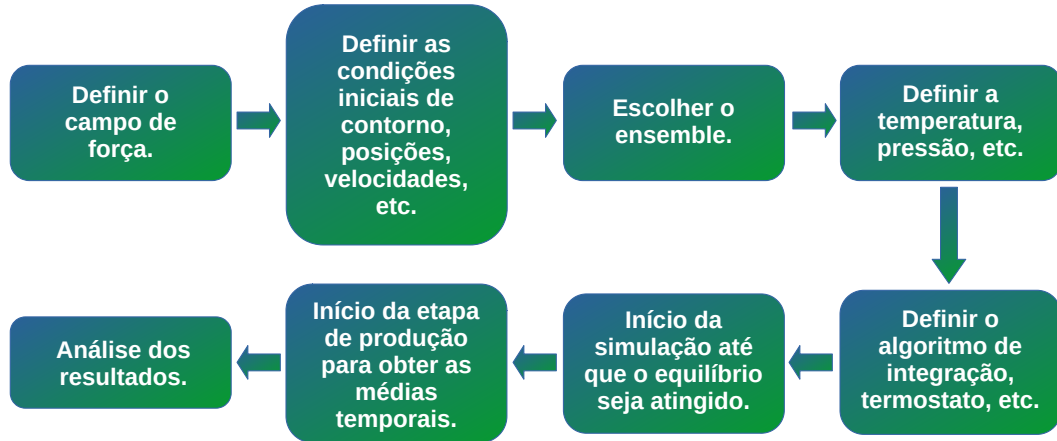 Definir o
campo de
força.
Definir as
condições
iniciais de
contorno,
posições,
velocidades,
etc.
Escolher o
ensemble.
Definir a
temperatura,
pressão, etc.
Definir o
algoritmo de
integração,
termostato, etc.
Início da
simulação até
que o equilíbrio
seja atingido.
Início da etapa
de produção
para obter as
médias
temporais.
Análise dos
resultados.